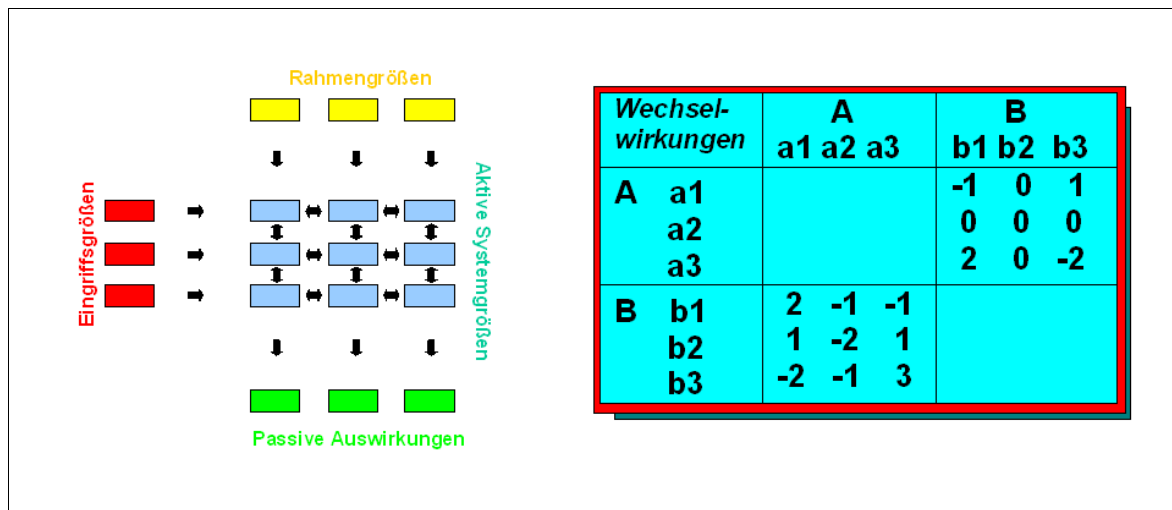 Rahmengrößen
Eingriffsgrößen
Aktive Systemgrößen
Passive Auswirkungen
Wechsel-
wirkungen
A
a1 a2 a3
B
b1 b2 b3
A a1 -1 0 1
a2 0 0 0
a3 2 0 -2
B b1 2 -1 -1
b2 1 -2 1
b3 -2 -1 3